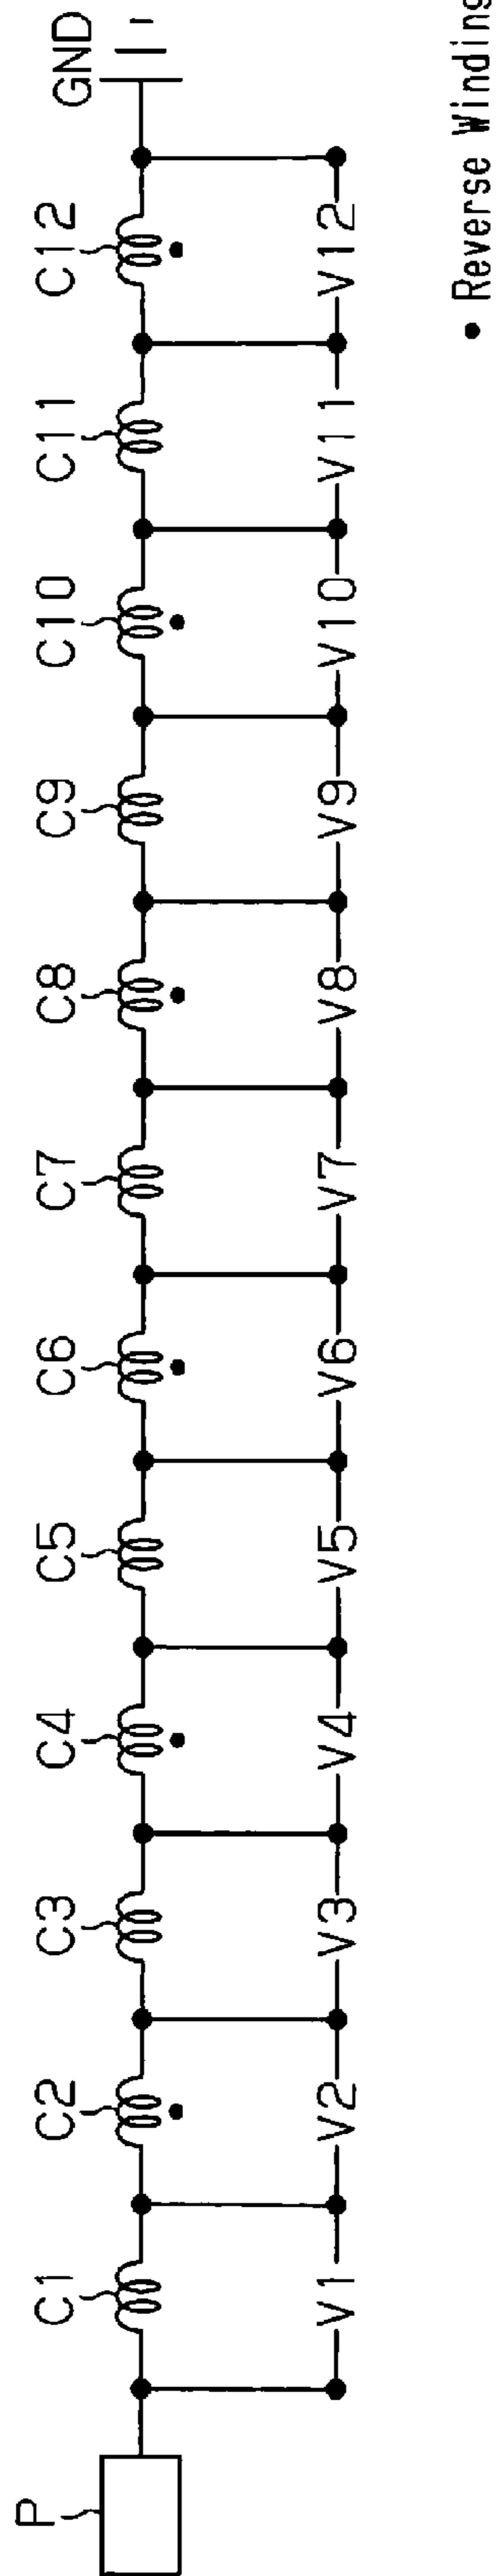 P
C1 C2 C3 C4 C5 C6 C7 C8 C9 C10 C11 C12 GND
V1 V2 V3 V4 V5 V6 V7 V8 V9 V10 V11 V12
• Reverse Winding